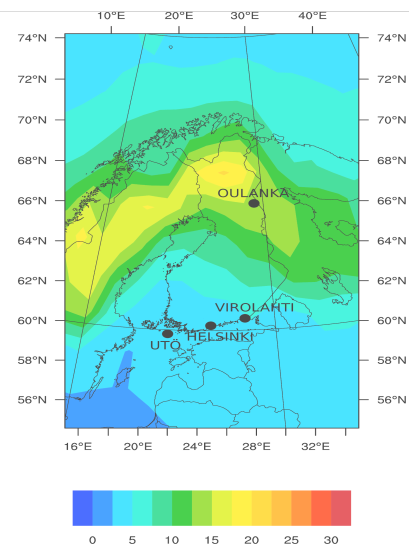 10°E 20°E 30°E 40°E
74°N 74°N
72°N 72°N
70°N 70°N
68°N 68°N
OULANKA
66°N 66°N
64°N 64°N
62°N 62°N
VIROLAHTI
60°N 60°N
HELSINKI
UTÖ
58°N 58°N
56°N 56°N
16°E 20°E 24°E 28°E 32°E
0 5 10 15 20 25 30